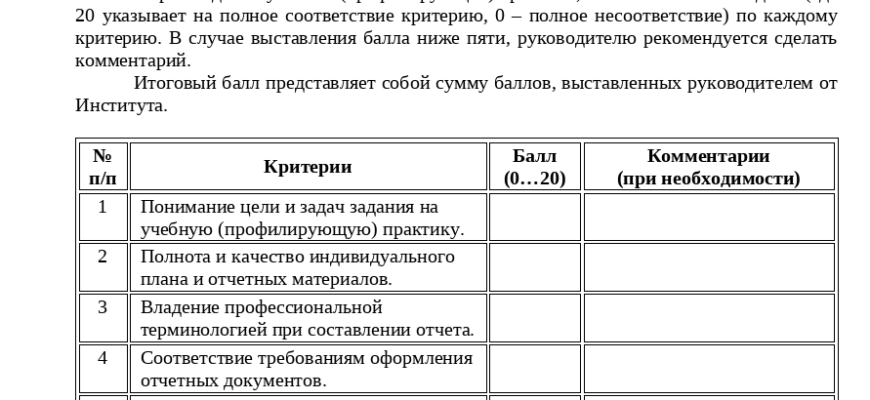 20 указывает на полное соответствие критерию, 0 – полное несоответствие) по каждому
критерию. В случае выставления балла ниже пяти, руководителю рекомендуется сделать
комментарий.
Итоговый балл представляет собой сумму баллов, выставленных руководителем от
Института.
№ п/п
Критерии
Балл (0…20)
Комментарии (при необходимости)
1
Понимание цели и задач задания на
учебную (профилирующую) практику.
2
Полнота и качество индивидуального
плана и отчетных материалов.
3
Владение профессиональной
терминологией при составлении отчета.
4
Соответствие требованиям оформления
отчетных документов.